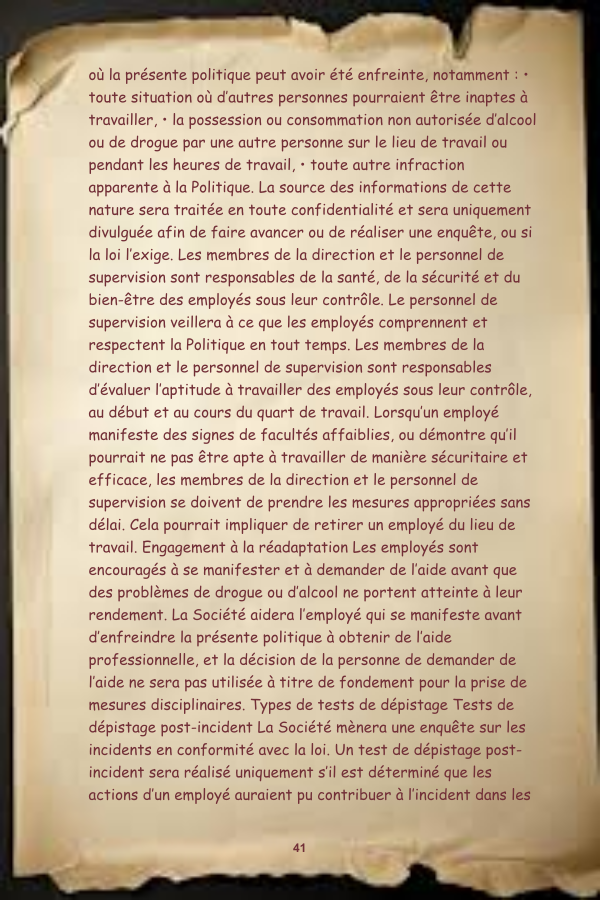 où la présente politique peut avoir été enfreinte, notamment : •
toute situation où d'autres personnes pourraient être inaptes à
travailler, • la possession ou consommation non autorisée d'alcool
ou de drogue par une autre personne sur le lieu de travail ou
pendant les heures de travail, • toute autre infraction
apparente à la Politique. La source des informations de cette
nature sera traitée en toute confidentialité et sera uniquement
divulguée afin de faire avancer ou de réaliser une enquête, ou si
la loi l'exige. Les membres de la direction et le personnel de
supervision sont responsables de la santé, de la sécurité et du
bien-être des employés sous leur contrôle. Le personnel de
supervision veillera à ce que les employés comprennent et
respectent la Politique en tout temps. Les membres de la
direction et le personnel de supervision sont responsables
d'évaluer l'aptitude à travailler des employés sous leur contrôle,
au début et au cours du quart de travail. Lorsqu'un employé
manifeste des signes de facultés affaiblies, ou démontre qu'il
pourrait ne pas être apte à travailler de manière sécuritaire et
efficace, les membres de la direction et le personnel de
supervision se doivent de prendre les mesures appropriées sans
délai. Cela pourrait impliquer de retirer un employé du lieu de
travail. Engagement à la réadaptation Les employés sont
encouragés à se manifester et à demander de l'aide avant que
des problèmes de drogue ou d'alcool ne portent atteinte à leur
rendement. La Société aidera l'employé qui se manifeste avant
d'enfreindre la présente politique à obtenir de l'aide
professionnelle, et la décision de la personne de demander de
l'aide ne sera pas utilisée à titre de fondement pour la prise de
mesures disciplinaires. Types de tests de dépistage Tests de
dépistage post-incident La Société mènera une enquête sur les
incidents en conformité avec la loi. Un test de dépistage post-
incident sera réalisé uniquement s'il est déterminé que les
actions d'un employé auraient pu contribuer à l'incident dans les
41